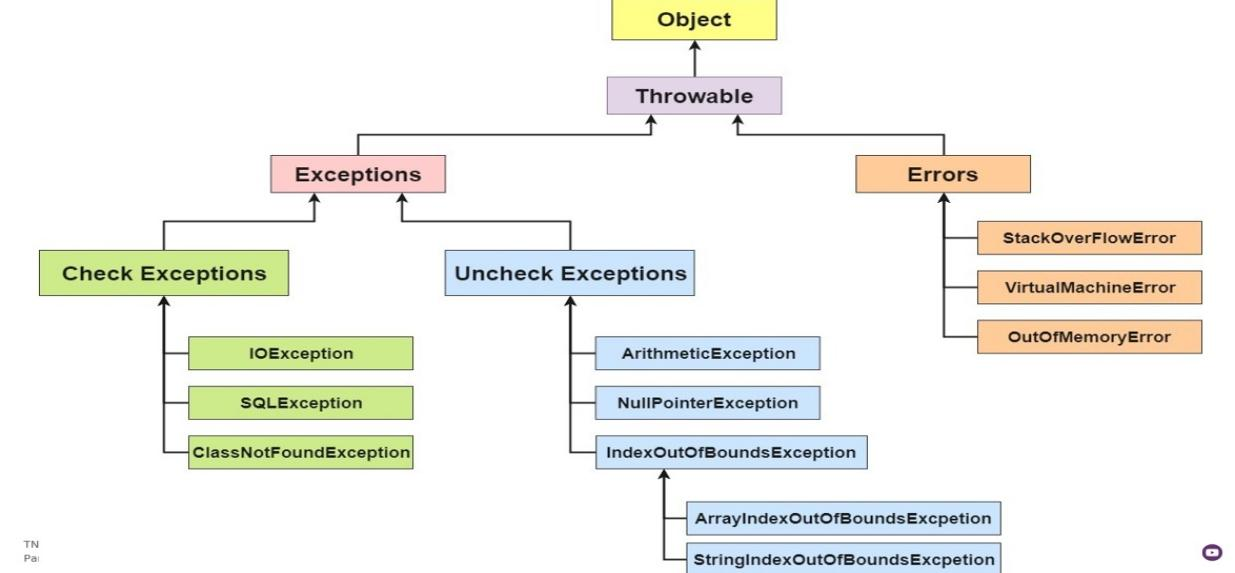 Object
Throwable
Exceptions
Errors
Check Exceptions
Uncheck Exceptions
StackOverFlowError
VirtualMachineError
OutOfMemoryError
IOException
SQLException
ClassNotFoundException
ArithmeticException
NullPointerException
IndexOutOfBoundsException
ArrayIndexOutOfBoundsExcpetion
StringIndexOutOfBoundsExcpetion
TN